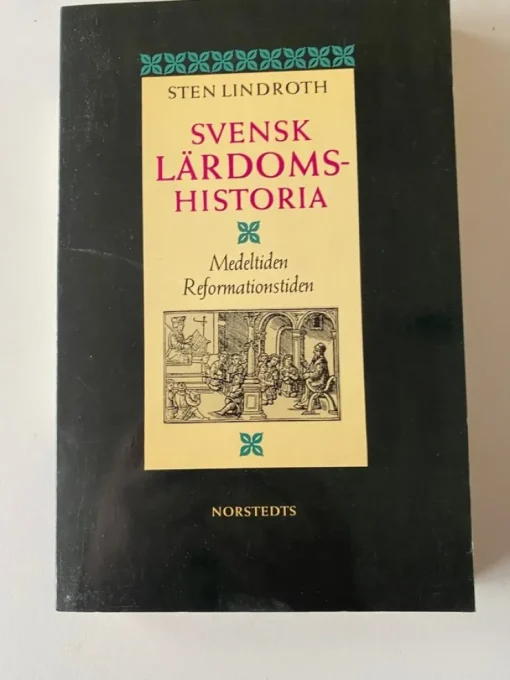 STEN LINDROTH
SVENSK
LÄRDOMS-
HISTORIA
Medeltiden
Reformationstiden
NORSTEDTS